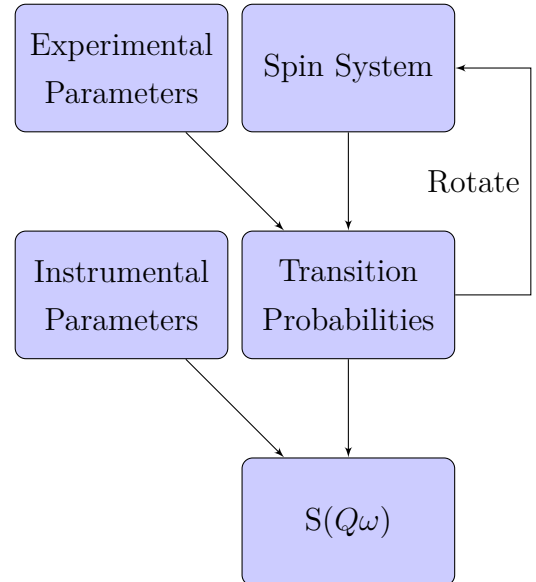 Experimental
Parameters
Spin System
Rotate
Instrumental
Parameters
Transition
Probabilities
S(Qω)